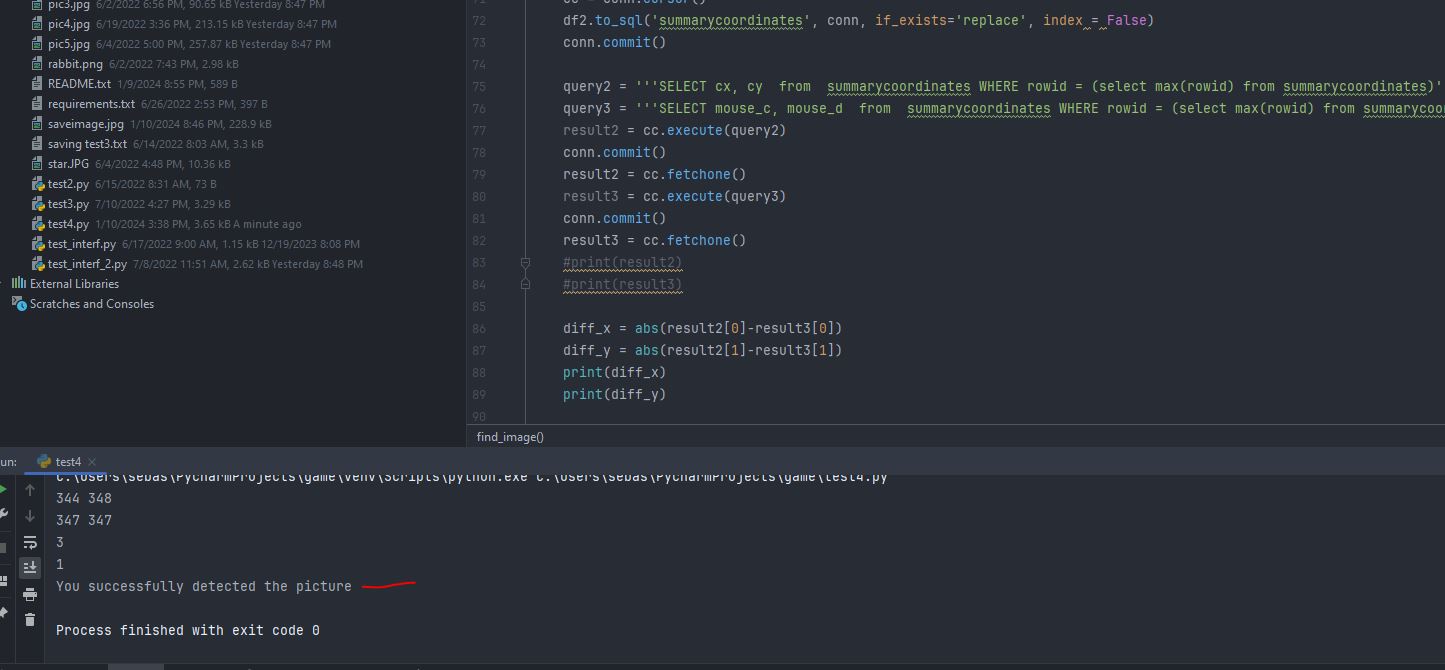 pic3.jpg 6/2/2022 6:56 PM, 90.65 kB Yesterday 8:47 PM
pic4.jpg 6/19/2022 3:36 PM, 213.15 kB Yesterday 8:47 PM
pic5.jpg 6/4/2022 5:00 PM, 257.87 kB Yesterday 8:47 PM
rabbit.png 6/2/2022 7:43 PM, 2.98 kB
README.txt 1/9/2024 8:55 PM, 589 B
requirements.txt 6/26/2022 2:53 PM, 397 B
saveimage.jpg 1/10/2024 8:46 PM, 228.9 kB
saving test3.txt 6/14/2022 8:03 AM, 3.3 kB
star.JPG 6/4/2022 4:48 PM, 10.36 kB
test2.py 6/15/2022 8:31 AM, 73 B
test3.py 7/10/2022 4:27 PM, 3.29 kB
test4.py 1/10/2024 3:38 PM, 3.65 kB A minute ago
test_interf.py 6/17/2022 9:00 AM, 1.15 kB 12/19/2023 8:08 PM
test_interf_2.py 7/8/2022 11:51 AM, 2.62 kB Yesterday 8:48 PM
External Libraries
Scratches and Consoles
71 cc = conn.cursor()
72 df2.to_sql('summarycoordinates', conn, if_exists='replace', index = False)
73 conn.commit()
74
75 query2 = '''SELECT cx, cy  from  summarycoordinates WHERE rowid = (select max(rowid) from summarycoordinates)'
76 query3 = '''SELECT mouse_c, mouse_d  from  summarycoordinates WHERE rowid = (select max(rowid) from summarycoor
77 result2 = cc.execute(query2)
78 conn.commit()
79 result2 = cc.fetchone()
80 result3 = cc.execute(query3)
81 conn.commit()
82 result3 = cc.fetchone()
83 #print(result2)
84 #print(result3)
85
86 diff_x = abs(result2[0]-result3[0])
87 diff_y = abs(result2[1]-result3[1])
88 print(diff_x)
89 print(diff_y)
90
find_image()
un: test4
C:\Users\sebas\PycharmProjects\game\venv\Scripts\python.exe C:\Users\sebas\PycharmProjects\game\test4.py
344 348
347 347
3
1
You successfully detected the picture
Process finished with exit code 0